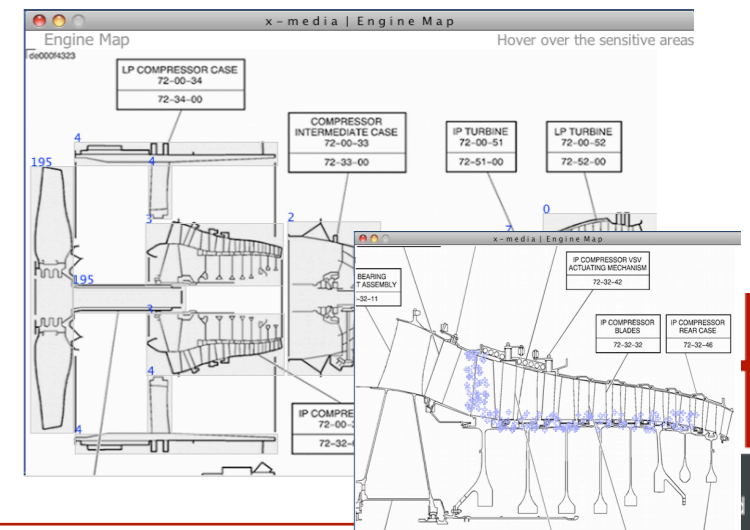 x-media | Engine Map
Engine Map
Hover over the sensitive areas
de000f4323
LP COMPRESSOR CASE
72-00-34
72-34-00
COMPRESSOR
INTERMEDIATE CASE
72-00-33
72-33-00
IP TURBINE
72-00-51
72-51-00
LP TURBINE
72-00-52
72-52-00
4
4
195
3
2
0
195
3
4
4
IP COMPRE
72-00-
72-32-
x-media | Engine Map
BEARING
T ASSEMBLY
-32-11
IP COMPRESSOR VSV
ACTUATING MECHANISM
72-32-42
IP COMPRESSOR
BLADES
72-32-32
IP COMPRESSOR
REAR CASE
72-32-46